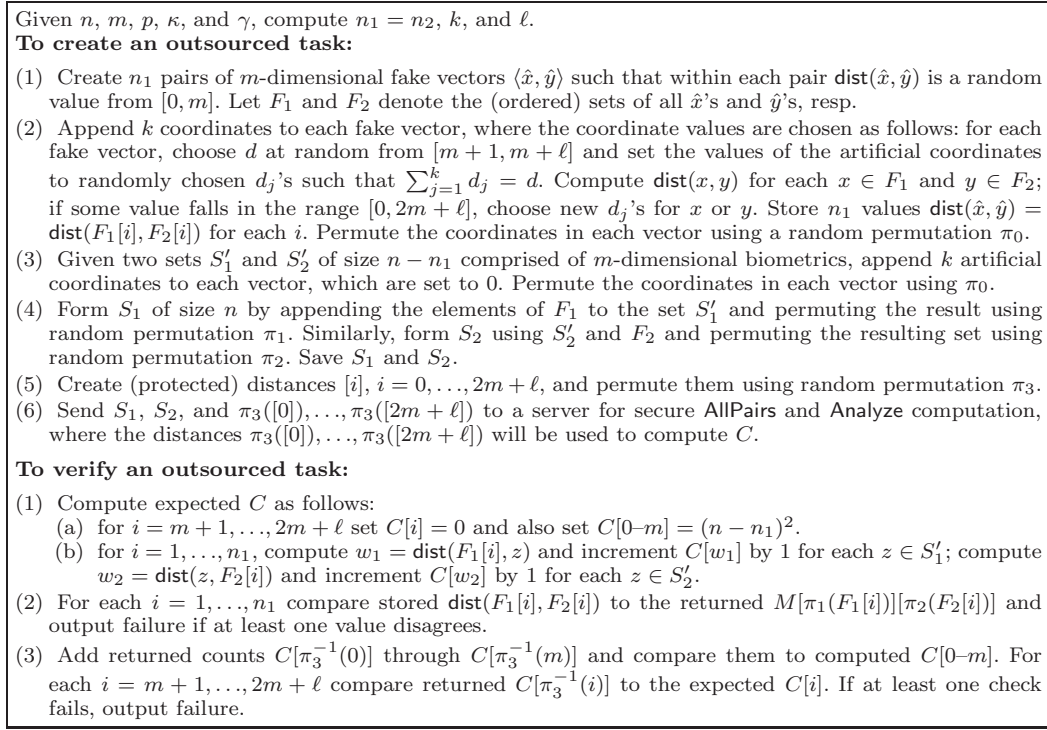 Given n, m, p, κ, and γ, compute n₁ = n₂, k, and ℓ.
To create an outsourced task:
(1) Create n₁ pairs of m-dimensional fake vectors ⟨x̂, ŷ⟩ such that within each pair dist(x̂, ŷ) is a random
value from [0, m]. Let F₁ and F₂ denote the (ordered) sets of all x̂'s and ŷ's, resp.
(2) Append k coordinates to each fake vector, where the coordinate values are chosen as follows: for each
fake vector, choose d at random from [m + 1, m + ℓ] and set the values of the artificial coordinates
to randomly chosen dⱼ's such that ∑ᵏⱼ₌₁ dⱼ = d. Compute dist(x, y) for each x ∈ F₁ and y ∈ F₂;
if some value falls in the range [0, 2m + ℓ], choose new dⱼ's for x or y. Store n₁ values dist(x̂, ŷ) =
dist(F₁[i], F₂[i]) for each i. Permute the coordinates in each vector using a random permutation π₀.
(3) Given two sets S′₁ and S′₂ of size n − n₁ comprised of m-dimensional biometrics, append k artificial
coordinates to each vector, which are set to 0. Permute the coordinates in each vector using π₀.
(4) Form S₁ of size n by appending the elements of F₁ to the set S′₁ and permuting the result using
random permutation π₁. Similarly, form S₂ using S′₂ and F₂ and permuting the resulting set using
random permutation π₂. Save S₁ and S₂.
(5) Create (protected) distances [i], i = 0, . . . , 2m + ℓ, and permute them using random permutation π₃.
(6) Send S₁, S₂, and π₃([0]), . . . , π₃([2m + ℓ]) to a server for secure AllPairs and Analyze computation,
where the distances π₃([0]), . . . , π₃([2m + ℓ]) will be used to compute C.
To verify an outsourced task:
(1) Compute expected C as follows:
(a) for i = m + 1, . . . , 2m + ℓ set C[i] = 0 and also set C[0–m] = (n − n₁)².
(b) for i = 1, . . . , n₁, compute w₁ = dist(F₁[i], z) and increment C[w₁] by 1 for each z ∈ S′₁; compute
w₂ = dist(z, F₂[i]) and increment C[w₂] by 1 for each z ∈ S′₂.
(2) For each i = 1, . . . , n₁ compare stored dist(F₁[i], F₂[i]) to the returned M[π₁(F₁[i])][π₂(F₂[i])] and
output failure if at least one value disagrees.
(3) Add returned counts C[π₃⁻¹(0)] through C[π₃⁻¹(m)] and compare them to computed C[0–m]. For
each i = m + 1, . . . , 2m + ℓ compare returned C[π₃⁻¹(i)] to the expected C[i]. If at least one check
fails, output failure.